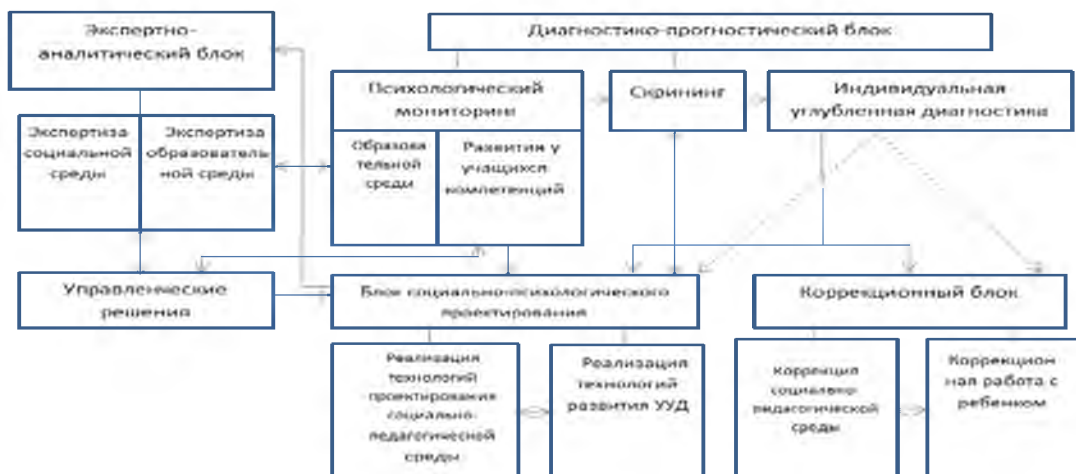 Экспертно-
аналитический блок
Диагностико-прогностический блок
Психологический
мониторинг
Скрининг
Индивидуальная
углубленная диагностика
Экспертиза
социальной
среды
Экспертиза
образователь
ной среды
Образова
тельной
среды
Развития у
учащихся
компетенций
Управленческие
решения
Блок социально-психологического
проектирования
Коррекционный блок
Реализация
технологий
проектирования
социально-
педагогической
среды
Реализация
технологий
развития УУД
Коррекция
социально-
педагогической
среды
Коррекцион
ная работа с
ребенком